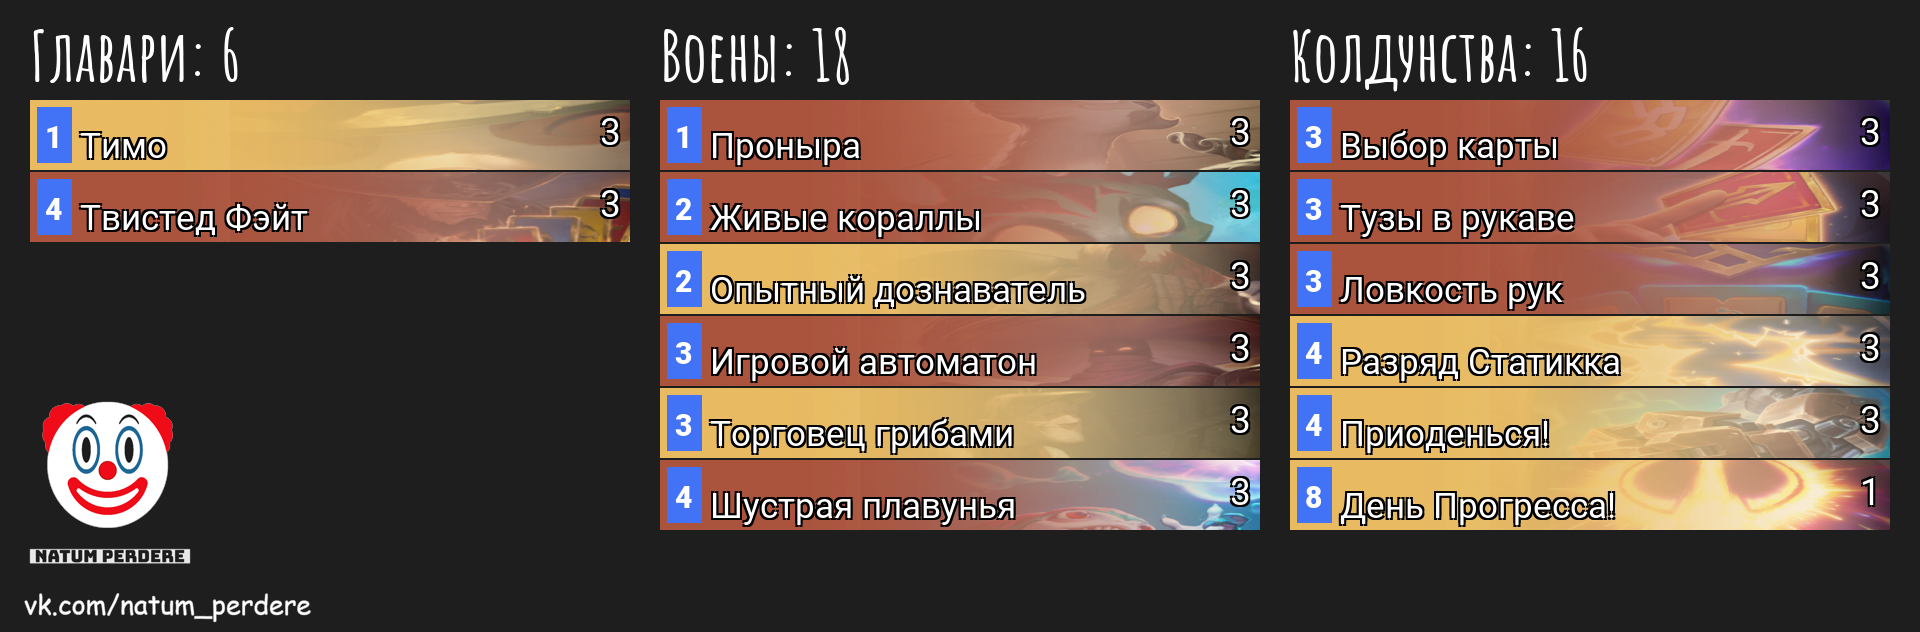 Главари: 6
1 Тимо 3
4 Твистед Фэйт 3
Воены: 18
1 Проныра 3
2 Живые кораллы 3
2 Опытный дознаватель 3
3 Игровой автоматон 3
3 Торговец грибами 3
4 Шустрая плавунья 3
Колдунства: 16
3 Выбор карты 3
3 Тузы в рукаве 3
3 Ловкость рук 3
4 Разряд Статикка 3
4 Приоденься! 3
8 День Прогресса! 1
NATUM PERDERE
vk.com/natum_perdere